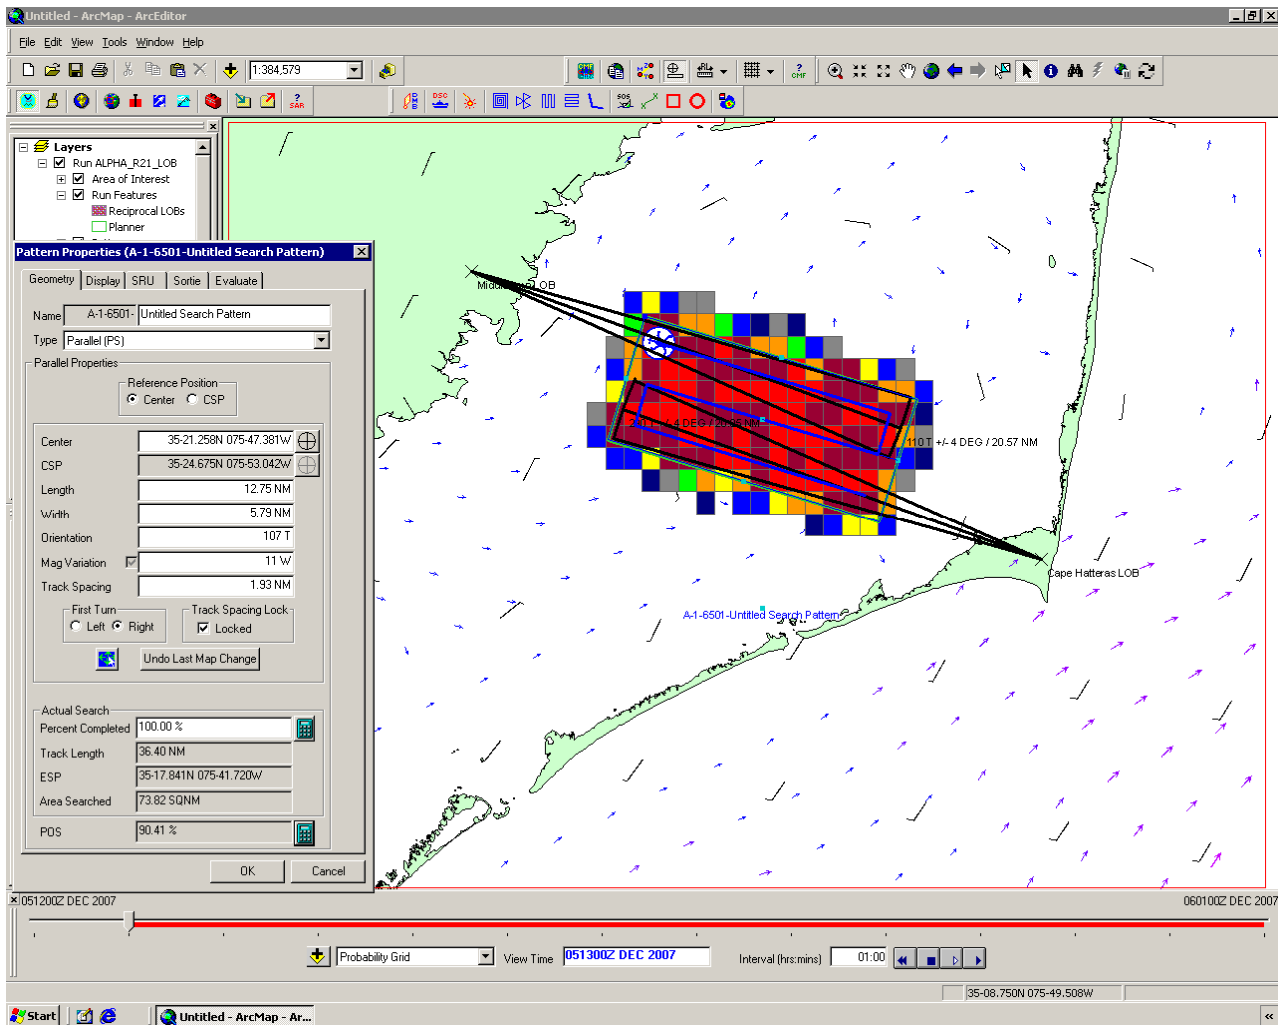 Untitled - ArcMap - ArcEditor
File Edit View Tools Window Help
1:384,579
? CMF
? SAR
DMB
DSC
SOS
Layers
Run ALPHA_R21_LOB
Area of Interest
Run Features
Reciprocal LOBs
Planner
Pattern Properties (A-1-6501-Untitled Search Pattern)
Geometry Display SRU Sortie Evaluate
Name A-1-6501- Untitled Search Pattern
Type Parallel (PS)
Parallel Properties
Reference Position
Center CSP
Center 35-21.258N 075-47.381W
CSP 35-24.675N 075-53.042W
Length 12.75 NM
Width 5.79 NM
Orientation 107 T
Mag Variation 11 W
Track Spacing 1.93 NM
First Turn
Left Right
Track Spacing Lock
Locked
Undo Last Map Change
Actual Search
Percent Completed 100.00 %
Track Length 36.40 NM
ESP 35-17.841N 075-41.720W
Area Searched 73.82 SQNM
POS 90.41 %
OK Cancel
LOB
+/- 4 DEG /
110 T +/- 4 DEG / 20.57 NM
Cape Hatteras LOB
A-1-6501-Untitled Search Pattern
051200Z DEC 2007
060100Z DEC 2007
Probability Grid View Time 051300Z DEC 2007 Interval (hrs:mins) 01:00
35-08.750N 075-49.508W
Start Untitled - ArcMap - Ar... «